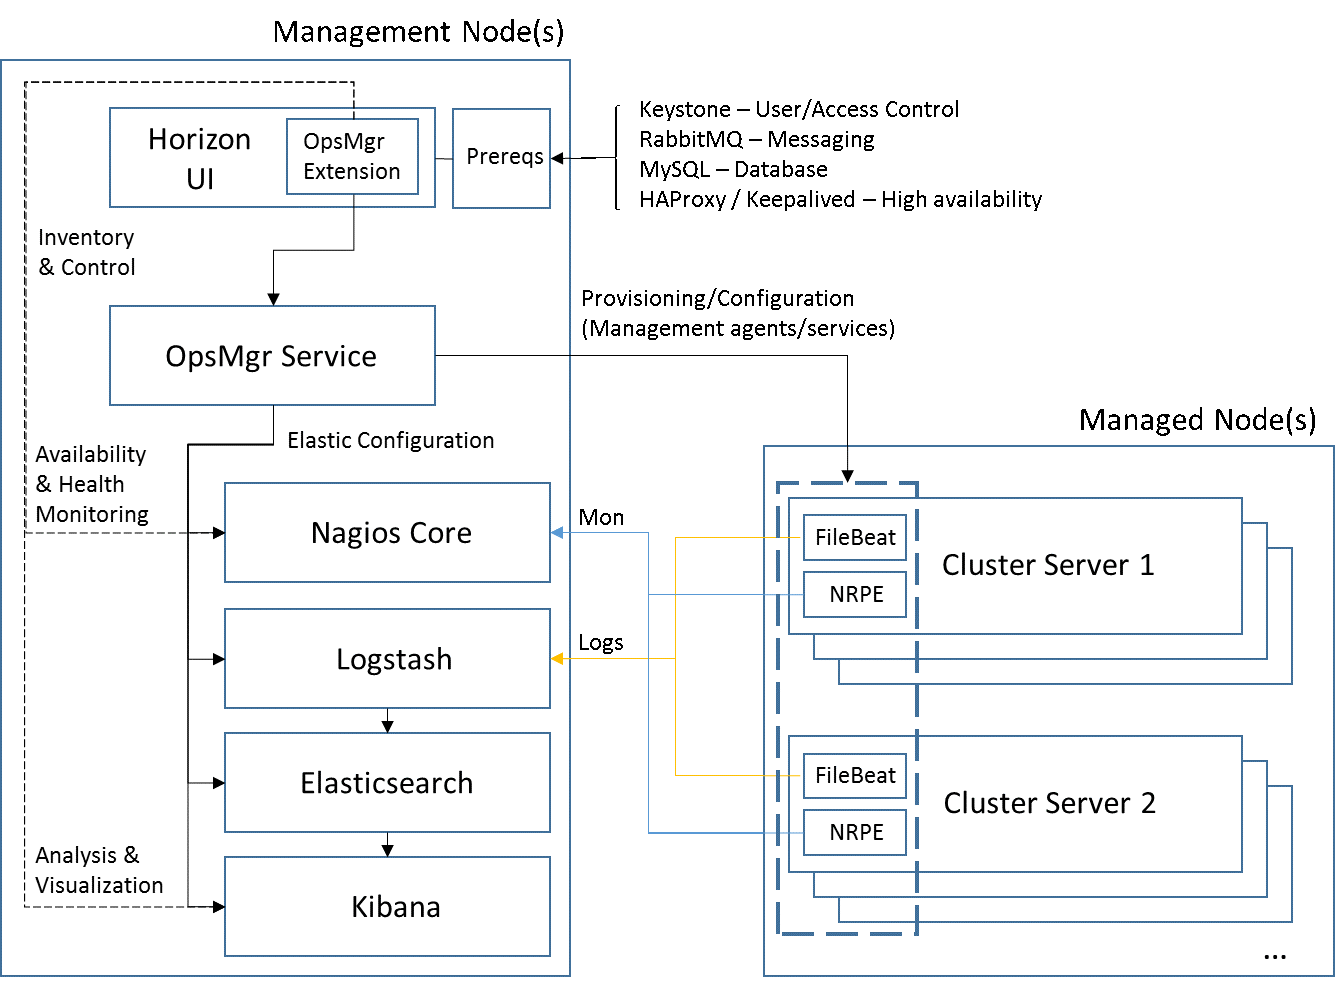 Management Node(s)
Horizon
UI
OpsMgr
Extension
Prereqs
Keystone – User/Access Control
RabbitMQ – Messaging
MySQL – Database
HAProxy / Keepalived – High availability
Inventory
& Control
Provisioning/Configuration
(Management agents/services)
OpsMgr Service
Elastic Configuration
Availability
& Health
Monitoring
Nagios Core
Mon
Logstash
Logs
Elasticsearch
Analysis &
Visualization
Kibana
Managed Node(s)
FileBeat
NRPE
Cluster Server 1
FileBeat
NRPE
Cluster Server 2
...